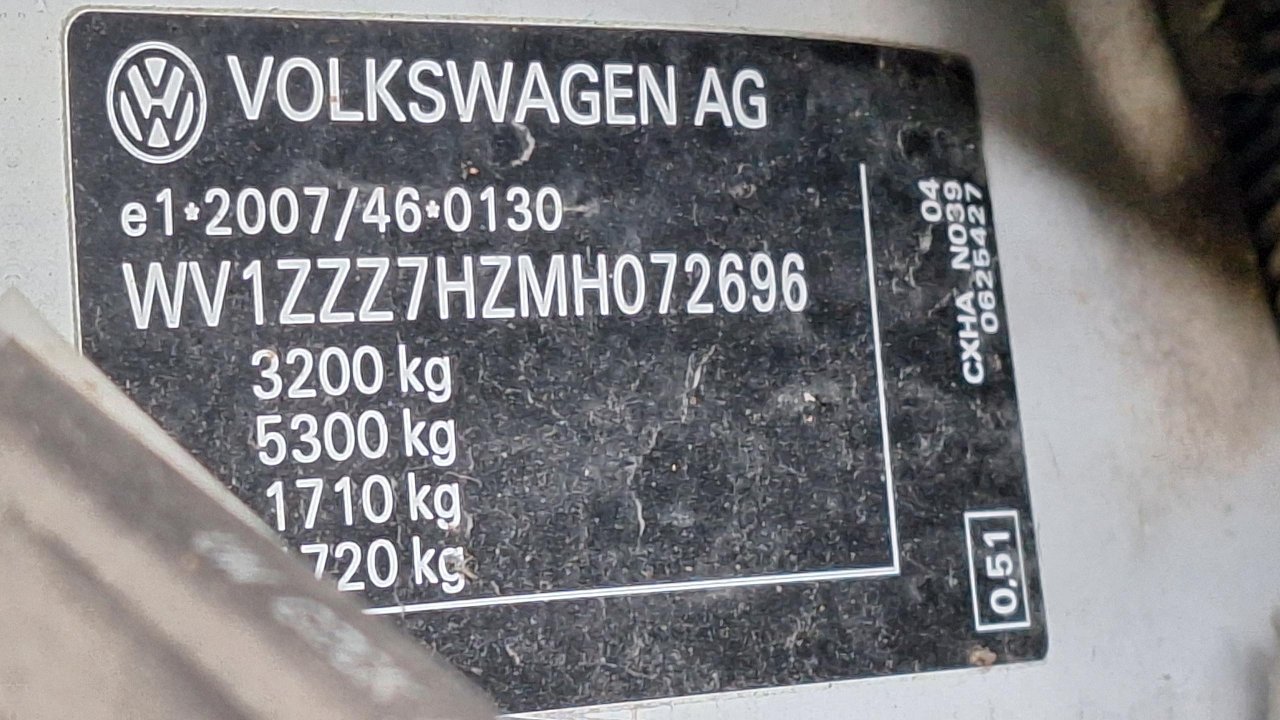 VOLKSWAGEN AG
e1*2007/46*0130
WV1ZZZ7HZMH072696
3200 kg
5300 kg
1710 kg
720 kg
04
CXHA N039
0625427
0.51